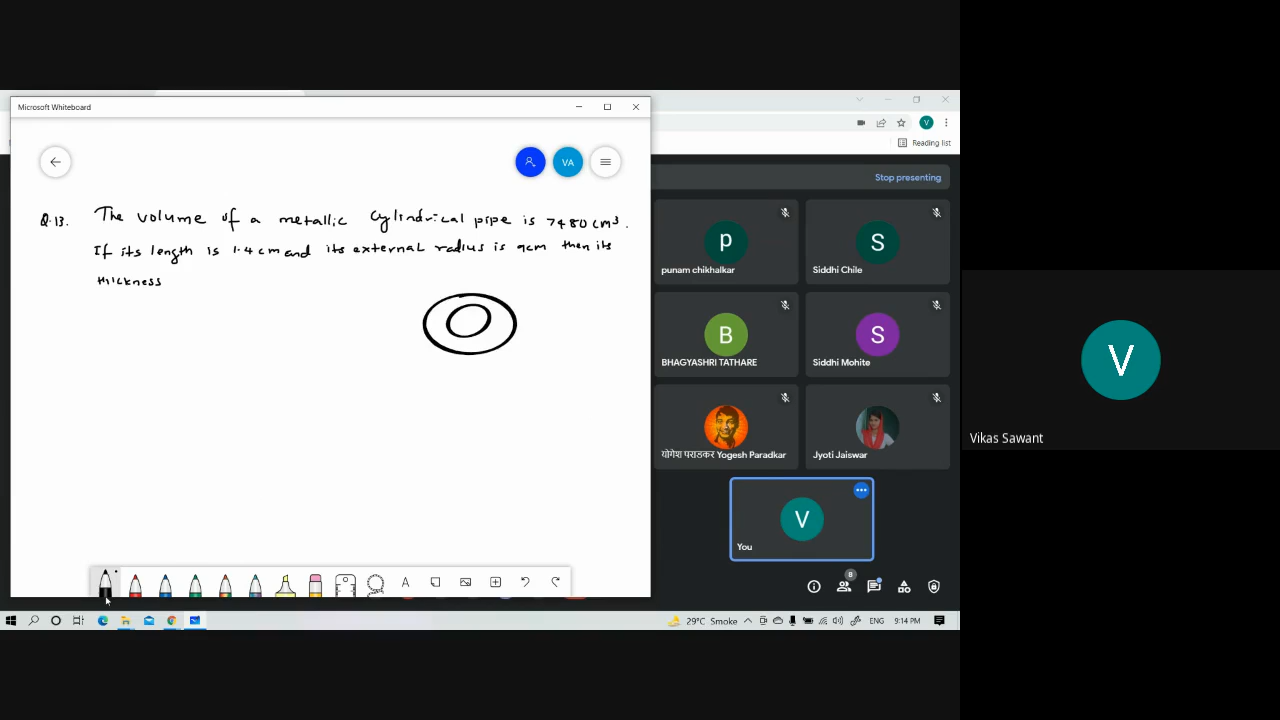 Microsoft Whiteboard
V
Reading list
VA
Stop presenting
Q.13. The volume of a metallic cylindrical pipe is 7480 cm³.
If its length is 1.4 cm and its external radius is 9cm then its
thickness
p
punam chikhalkar
S
Siddhi Chile
B
BHAGYASHRI TATHARE
S
Siddhi Mohite
योगेश पराडकर Yogesh Paradkar
Jyoti Jaiswar
V
You
V
Vikas Sawant
8
A
29°C Smoke
ENG
9:14 PM